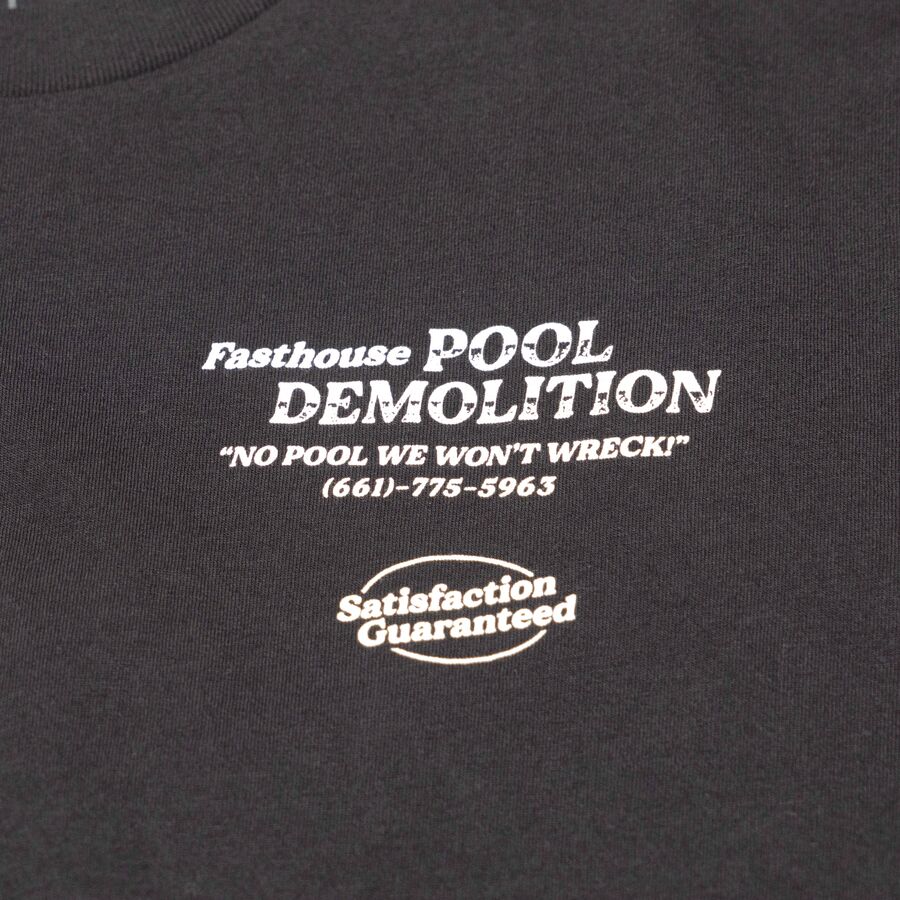 Fasthouse POOL
DEMOLITION
“NO POOL WE WON'T WRECK!”
(661)-775-5963
Satisfaction
Guaranteed